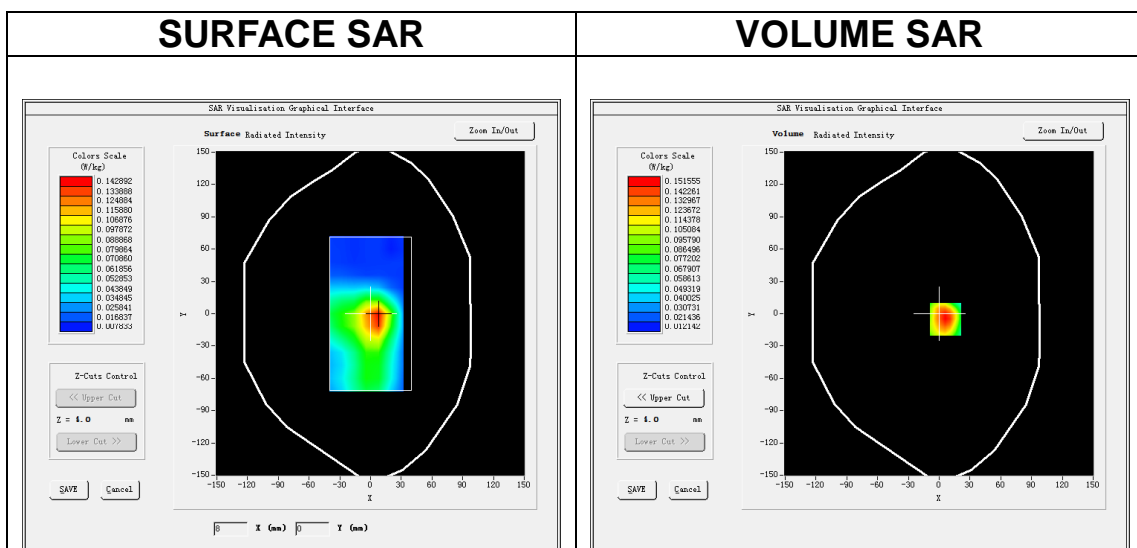 SURFACE SAR
VOLUME SAR
SAR Visualisation Graphical Interface
Surface Radiated Intensity
Zoom In/Out
Colors Scale
(W/kg)
0.142892
0.133888
0.124884
0.115880
0.106876
0.097872
0.088868
0.079864
0.070860
0.061856
0.052853
0.043849
0.034845
0.025841
0.016837
0.007833
Z-Cuts Control
<< Upper Cut
Z = 4.0 mm
Lower Cut >>
SAVE
Cancel
150
120
90
60
30
0
-30
-60
-90
-120
-150
Y
-150 -120 -90 -60 -30 0 30 60 90 120 150
X
8 X (mm) 0 Y (mm)
SAR Visualisation Graphical Interface
Volume Radiated Intensity
Zoom In/Out
Colors Scale
(W/kg)
0.151555
0.142261
0.132967
0.123672
0.114378
0.105084
0.095790
0.086496
0.077202
0.067907
0.058613
0.049319
0.040025
0.030731
0.021436
0.012142
Z-Cuts Control
<< Upper Cut
Z = 4.0 mm
Lower Cut >>
SAVE
Cancel
150
120
90
60
30
0
-30
-60
-90
-120
-150
Y
-150 -120 -90 -60 -30 0 30 60 90 120 150
X